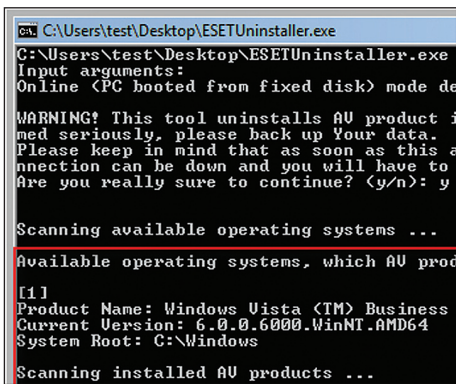 C:\Users\test\Desktop\ESETUninstaller.exe
C:\Users\test\Desktop\ESETUninstaller.exe
Input arguments:
Online (PC booted from fixed disk) mode de
WARNING! This tool uninstalls AV product i
med seriously, please back up Your data.
Please keep in mind that as soon as this a
nnection can be down and you will have to
Are you really sure to continue? (y/n): y
Scanning available operating systems ...
Available operating systems, which AV prod
[1]
Product Name: Windows Vista (TM) Business
Current Version: 6.0.0.6000.WinNT.AMD64
System Root: C:\Windows
Scanning installed AV products ...